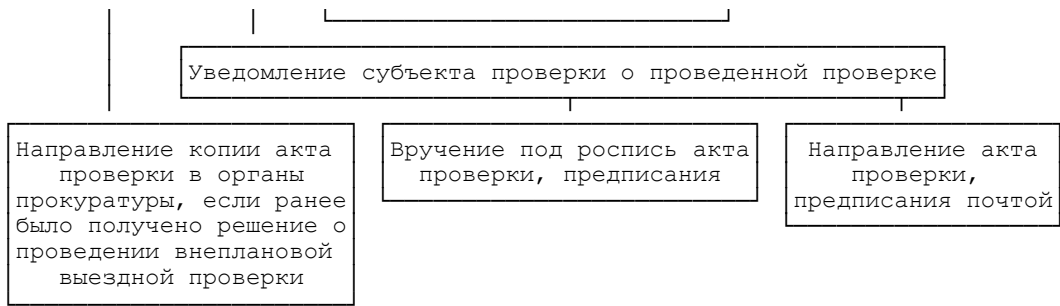 Уведомление субъекта проверки о проведенной проверке
Направление копии акта
проверки в органы
прокуратуры, если ранее
было получено решение о
проведении внеплановой
выездной проверки
Вручение под роспись акта
проверки, предписания
Направление акта
проверки,
предписания почтой